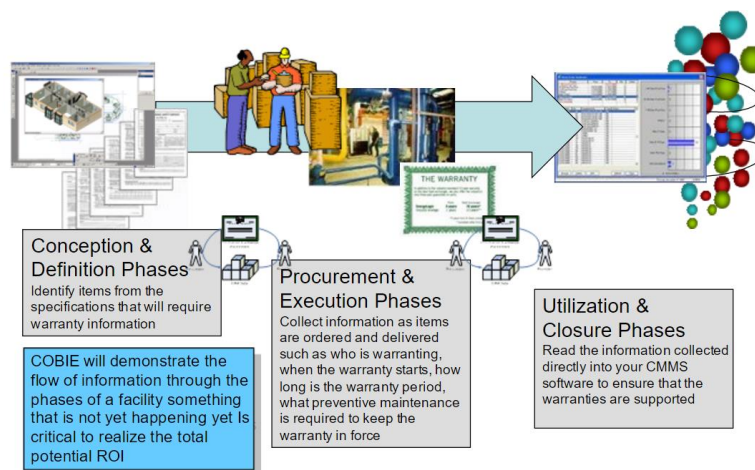 THE WARRANTY
Conception &
Definition Phases
Identify items from the
specifications that will require
warranty information
Procurement &
Execution Phases
Collect information as items
are ordered and delivered
such as who is warranting,
when the warranty starts, how
long is the warranty period,
what preventive maintenance
is required to keep the
warranty in force
Utilization &
Closure Phases
Read the information collected
directly into your CMMS
software to ensure that the
warranties are supported
COBIE will demonstrate the
flow of information through the
phases of a facility something
that is not yet happening yet Is
critical to realize the total
potential ROI